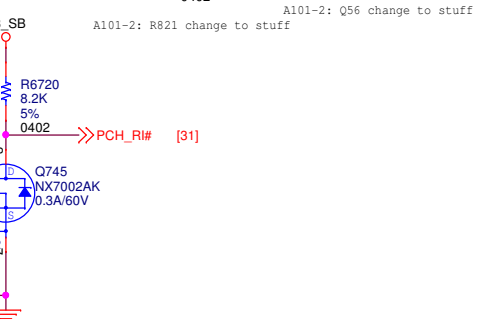 A101-2: Q56 change to stuff
_SB
A101-2: R821 change to stuff
R6720
8.2K
5%
0402
PCH_RI# [31]
D
Q745
NX7002AK
0.3A/60V
S